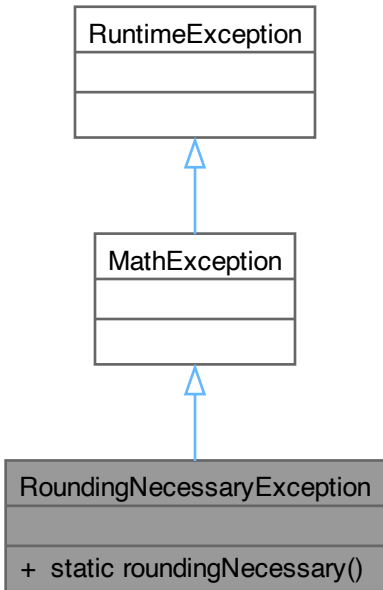 RuntimeException
MathException
RoundingNecessaryException
+ static roundingNecessary()